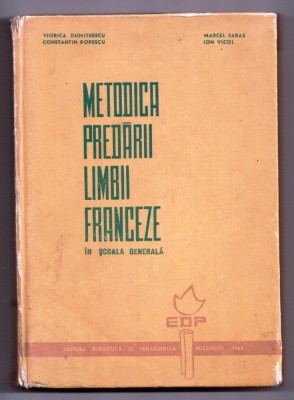 VIORICA DUMITRESCU
CONSTANTIN POPESCU
MARCEL SARAȘ
ION VICOL
METODICA
PREDĂRII
LIMBII
FRANCEZE
ÎN ȘCOALA GENERALĂ
EDP
EDITURA DIDACTICĂ ȘI PEDAGOGICĂ BUCUREȘTI